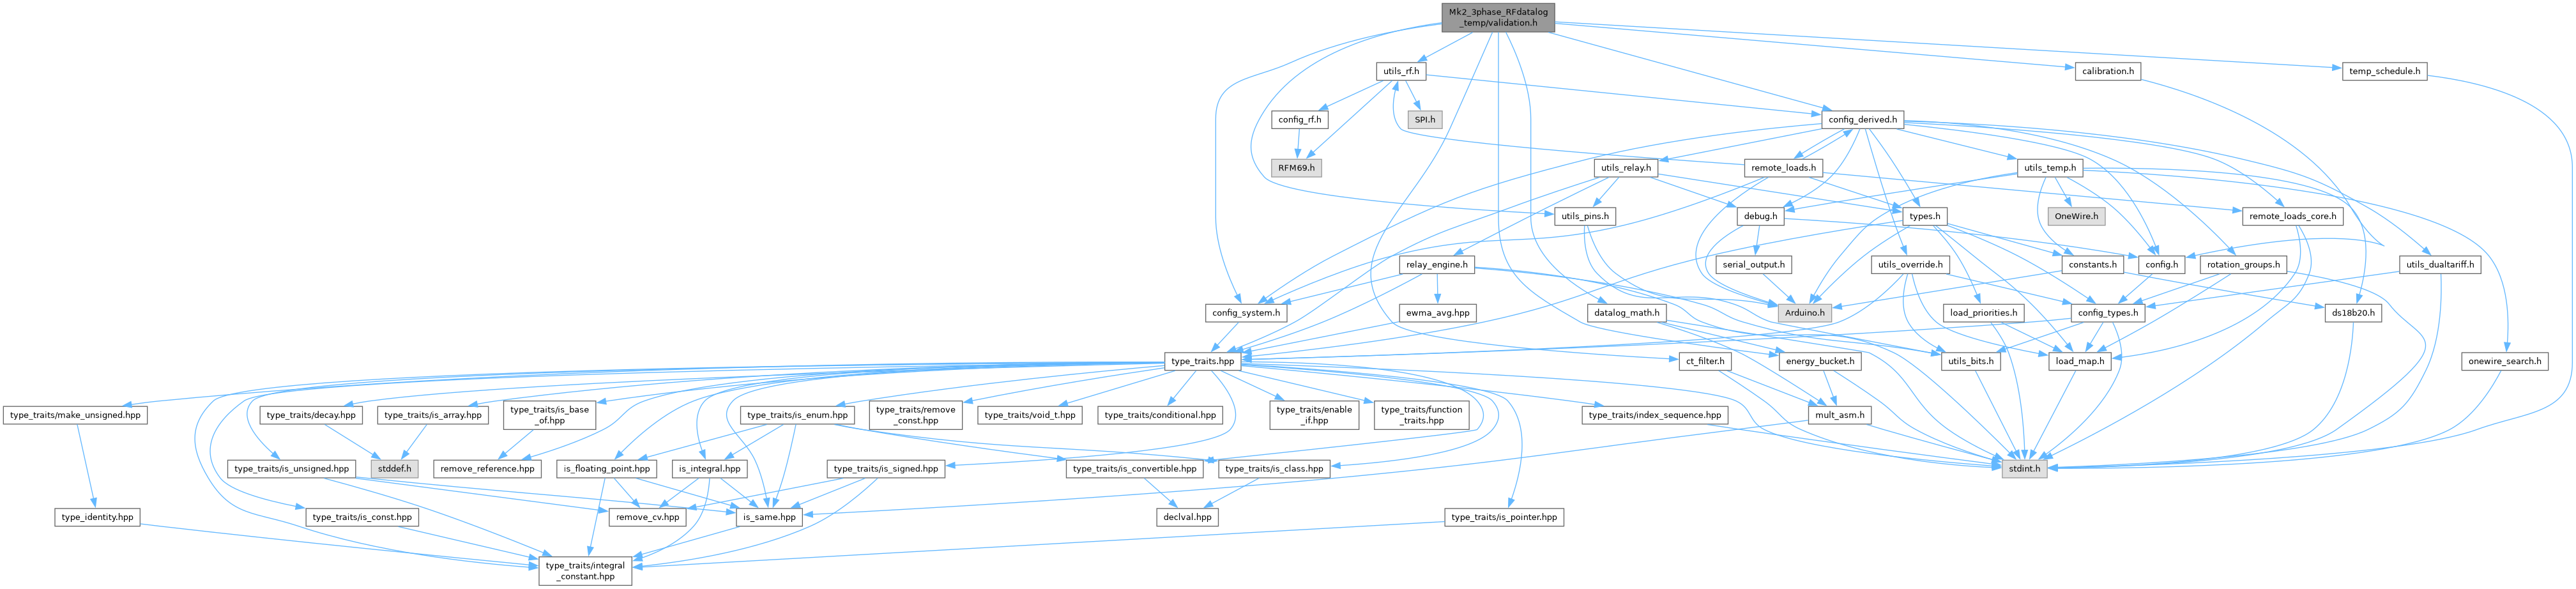 Mk2_3phase_RFdatalog
_temp/validation.h
utils_rf.h
calibration.h
temp_schedule.h
config_rf.h
SPI.h
config_derived.h
RFM69.h
utils_relay.h
remote_loads.h
utils_temp.h
utils_pins.h
debug.h
types.h
OneWire.h
remote_loads_core.h
relay_engine.h
serial_output.h
utils_override.h
constants.h
config.h
rotation_groups.h
utils_dualtariff.h
config_system.h
ewma_avg.hpp
datalog_math.h
Arduino.h
load_priorities.h
config_types.h
ds18b20.h
type_traits.hpp
ct_filter.h
energy_bucket.h
utils_bits.h
load_map.h
onewire_search.h
type_traits/make_unsigned.hpp
type_traits/decay.hpp
type_traits/is_array.hpp
type_traits/is_base
_of.hpp
type_traits/is_enum.hpp
type_traits/remove
_const.hpp
type_traits/void_t.hpp
type_traits/conditional.hpp
type_traits/enable
_if.hpp
type_traits/function
_traits.hpp
type_traits/index_sequence.hpp
mult_asm.h
type_traits/is_unsigned.hpp
stddef.h
remove_reference.hpp
is_floating_point.hpp
is_integral.hpp
type_traits/is_signed.hpp
type_traits/is_convertible.hpp
type_traits/is_class.hpp
stdint.h
type_identity.hpp
type_traits/is_const.hpp
remove_cv.hpp
is_same.hpp
declval.hpp
type_traits/is_pointer.hpp
type_traits/integral
_constant.hpp